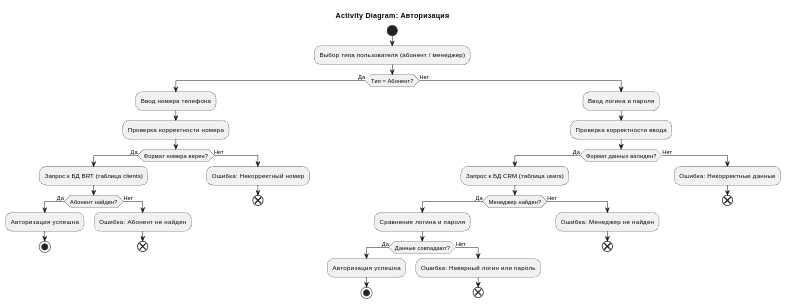 Activity Diagram: Авторизация
Выбор типа пользователя (абонент / менеджер)
Да
Тип = Абонент?
Нет
Ввод номера телефона
Ввод логина и пароля
Проверка корректности номера
Проверка корректности ввода
Да
Формат номера верен?
Нет
Да
Формат данных валиден?
Нет
Запрос к БД BRT (таблица clients)
Ошибка: Некорректный номер
Запрос к БД CRM (таблица users)
Ошибка: Некорректные данные
Да
Абонент найден?
Нет
Да
Менеджер найден?
Нет
Авторизация успешна
Ошибка: Абонент не найден
Сравнение логина и пароля
Ошибка: Менеджер не найден
Да
Данные совпадают?
Нет
Авторизация успешна
Ошибка: Неверный логин или пароль